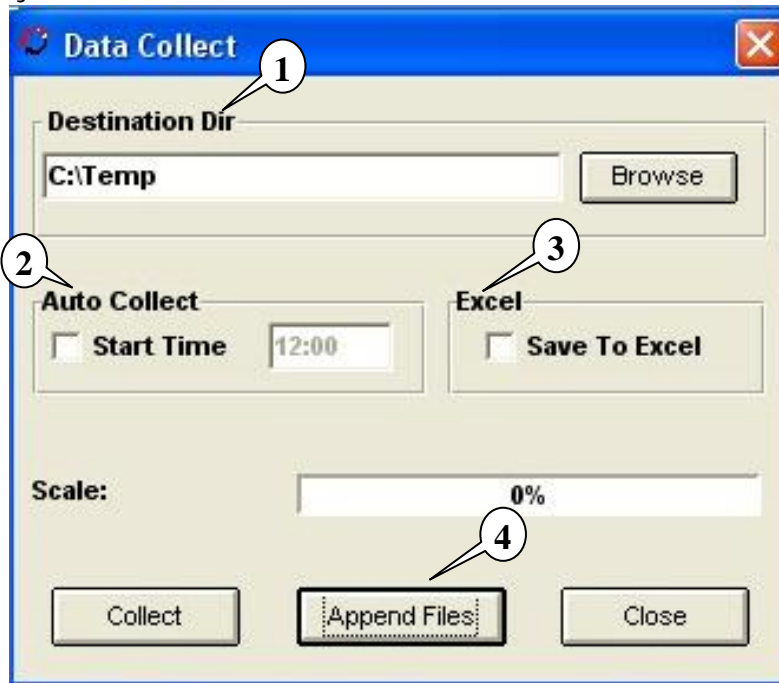 Data Collect
1
Destination Dir
C:\Temp
Browse
2
3
Auto Collect
Excel
Start Time
12:00
Save To Excel
Scale:
0%
4
Collect
Append Files
Close